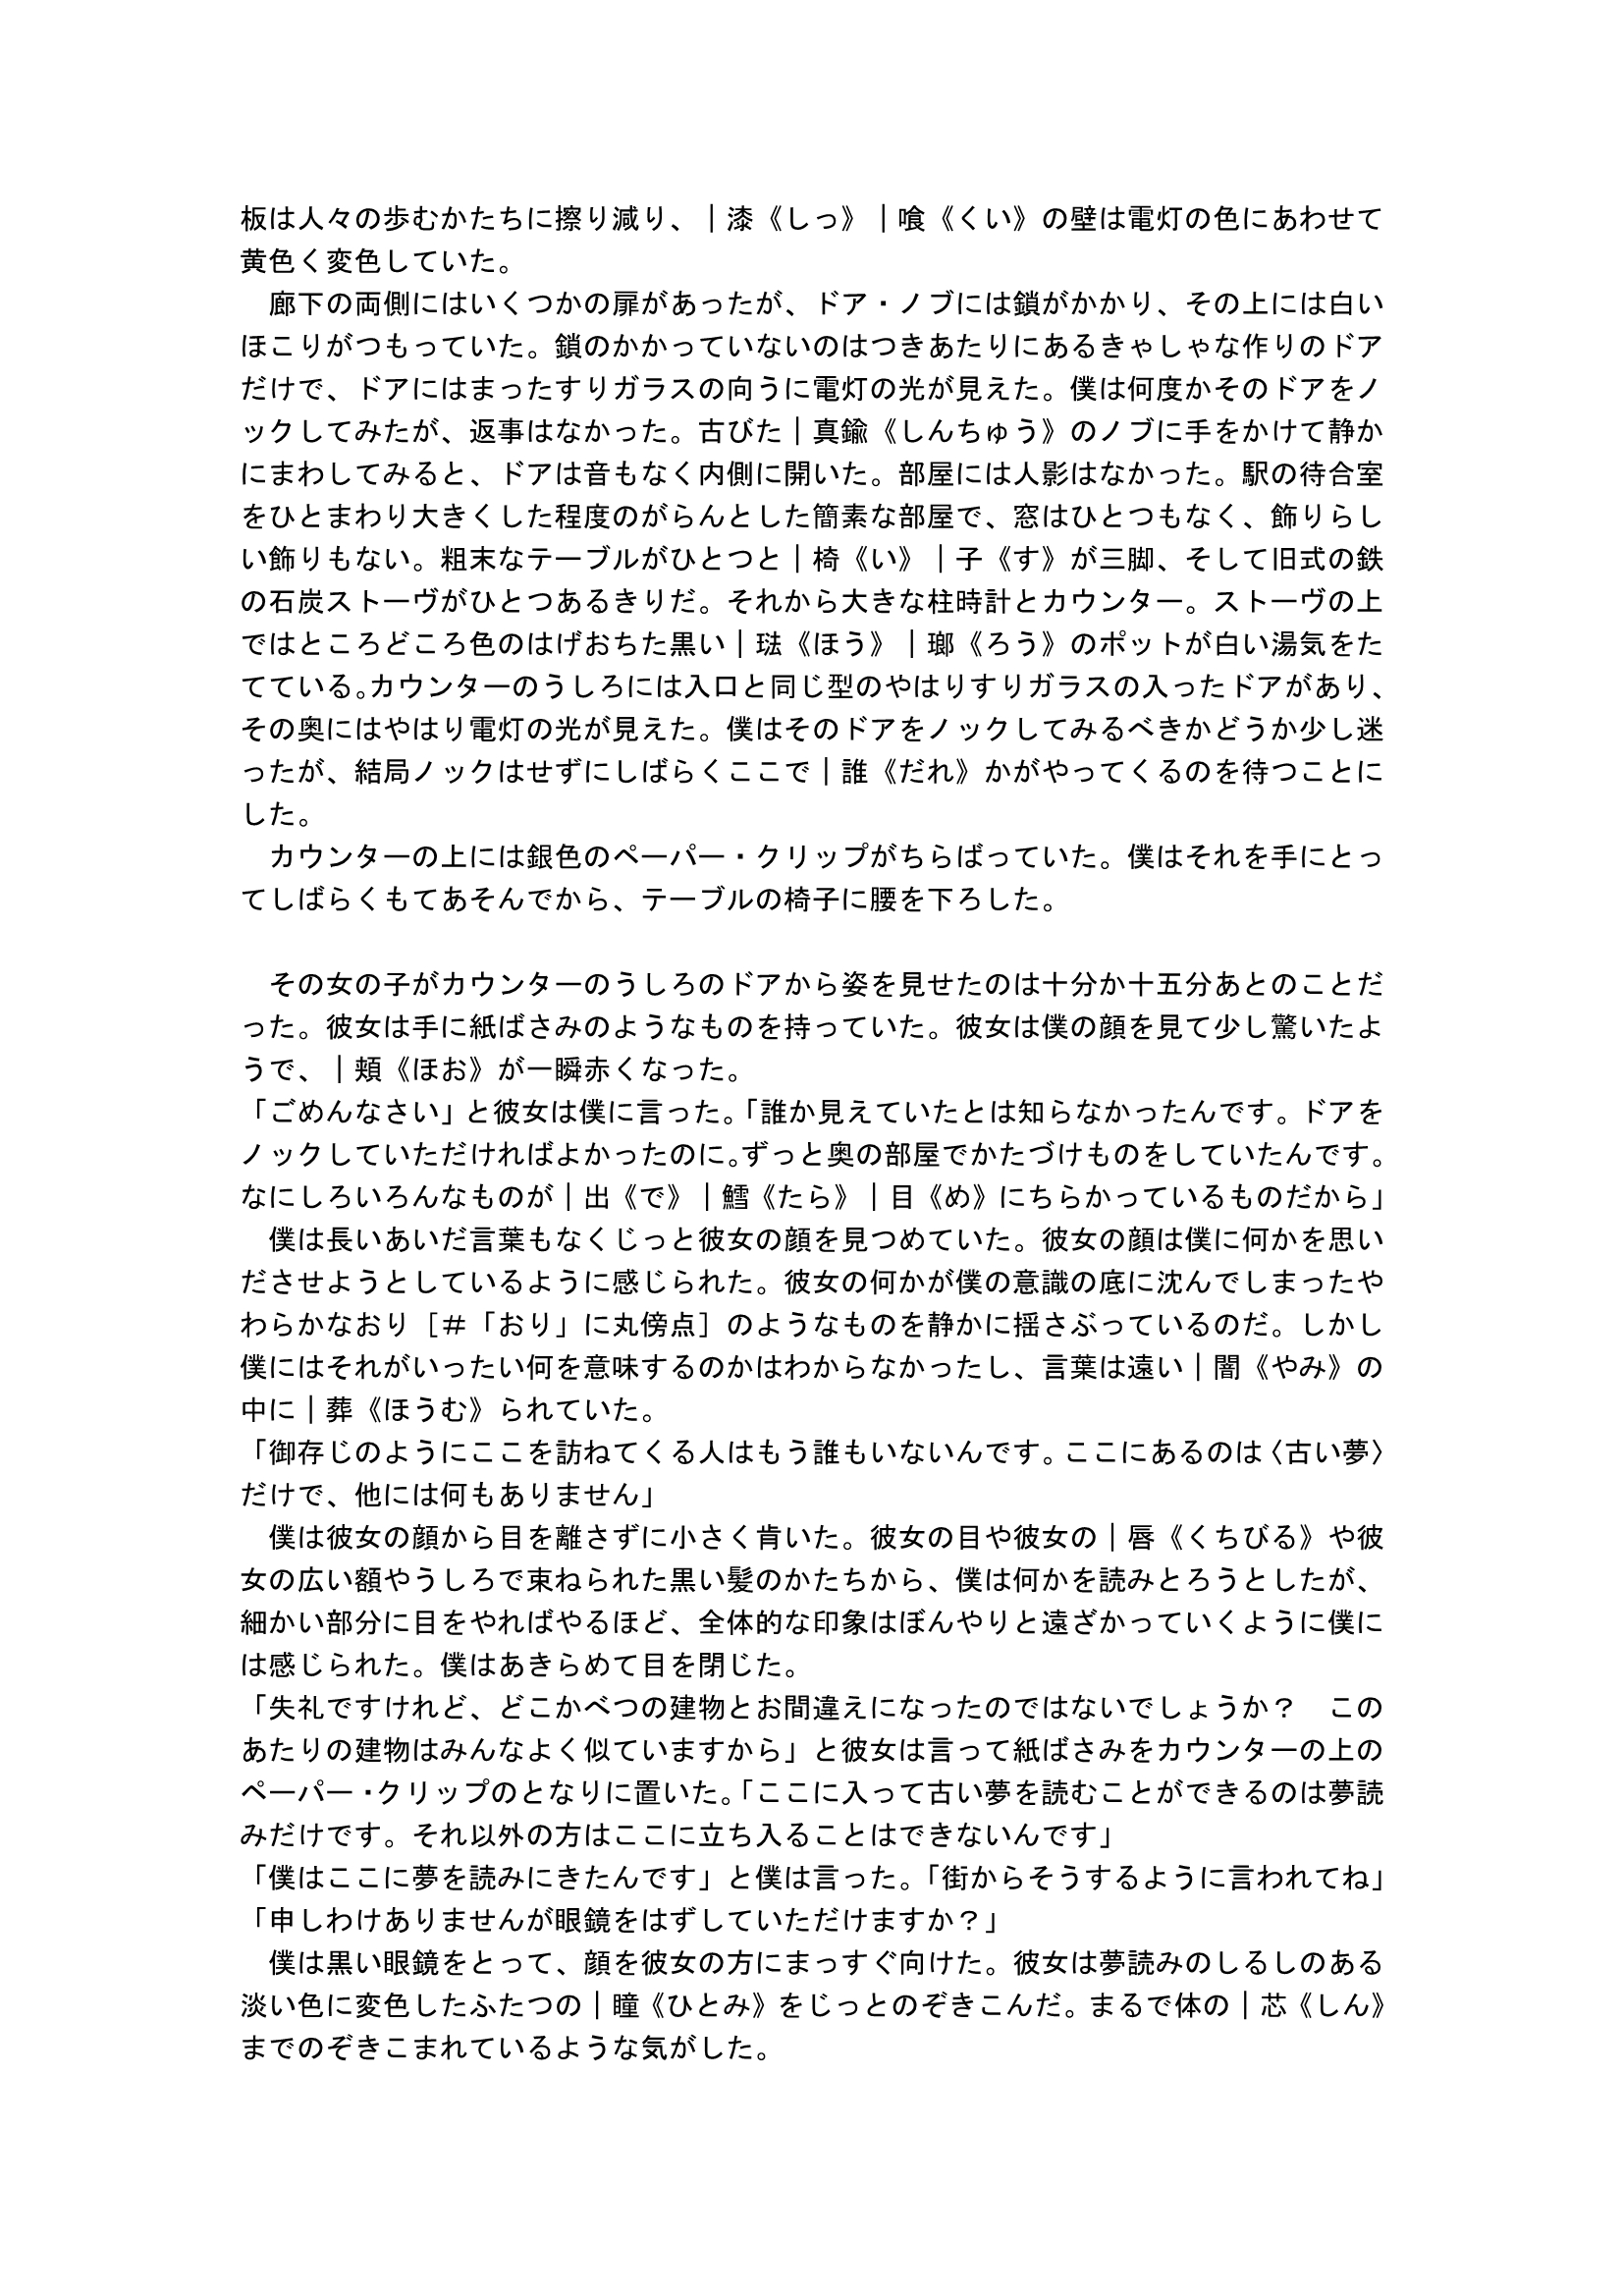 板は人々の歩むかたちに擦り減り、｜漆《しっ》｜喰《くい》の壁は電灯の色にあわせて
黄色く変色していた。
　廊下の両側にはいくつかの扉があったが、ドア・ノブには鎖がかかり、その上には白い
ほこりがつもっていた。鎖のかかっていないのはつきあたりにあるきゃしゃな作りのドア
だけで、ドアにはまったすりガラスの向うに電灯の光が見えた。僕は何度かそのドアをノ
ックしてみたが、返事はなかった。古びた｜真鍮《しんちゅう》のノブに手をかけて静か
にまわしてみると、ドアは音もなく内側に開いた。部屋には人影はなかった。駅の待合室
をひとまわり大きくした程度のがらんとした簡素な部屋で、窓はひとつもなく、飾りらし
い飾りもない。粗末なテーブルがひとつと｜椅《い》｜子《す》が三脚、そして旧式の鉄
の石炭ストーヴがひとつあるきりだ。それから大きな柱時計とカウンター。ストーヴの上
ではところどころ色のはげおちた黒い｜琺《ほう》｜瑯《ろう》のポットが白い湯気をた
てている。カウンターのうしろには入口と同じ型のやはりすりガラスの入ったドアがあり、
その奥にはやはり電灯の光が見えた。僕はそのドアをノックしてみるべきかどうか少し迷
ったが、結局ノックはせずにしばらくここで｜誰《だれ》かがやってくるのを待つことに
した。
　カウンターの上には銀色のペーパー・クリップがちらばっていた。僕はそれを手にとっ
てしばらくもてあそんでから、テーブルの椅子に腰を下ろした。

　その女の子がカウンターのうしろのドアから姿を見せたのは十分か十五分あとのことだ
った。彼女は手に紙ばさみのようなものを持っていた。彼女は僕の顔を見て少し驚いたよ
うで、｜頬《ほお》が一瞬赤くなった。
「ごめんなさい」と彼女は僕に言った。「誰か見えていたとは知らなかったんです。ドアを
ノックしていただければよかったのに。ずっと奥の部屋でかたづけものをしていたんです。
なにしろいろんなものが｜出《で》｜鱈《たら》｜目《め》にちらかっているものだから」
　僕は長いあいだ言葉もなくじっと彼女の顔を見つめていた。彼女の顔は僕に何かを思い
ださせようとしているように感じられた。彼女の何かが僕の意識の底に沈んでしまったや
わらかなおり［＃「おり」に丸傍点］のようなものを静かに揺さぶっているのだ。しかし
僕にはそれがいったい何を意味するのかはわからなかったし、言葉は遠い｜闇《やみ》の
中に｜葬《ほうむ》られていた。
「御存じのようにここを訪ねてくる人はもう誰もいないんです。ここにあるのは〈古い夢〉
だけで、他には何もありません」
　僕は彼女の顔から目を離さずに小さく肯いた。彼女の目や彼女の｜唇《くちびる》や彼
女の広い額やうしろで束ねられた黒い髪のかたちから、僕は何かを読みとろうとしたが、
細かい部分に目をやればやるほど、全体的な印象はぼんやりと遠ざかっていくように僕に
は感じられた。僕はあきらめて目を閉じた。
「失礼ですけれど、どこかべつの建物とお間違えになったのではないでしょうか？　この
あたりの建物はみんなよく似ていますから」と彼女は言って紙ばさみをカウンターの上の
ペーパー・クリップのとなりに置いた。「ここに入って古い夢を読むことができるのは夢読
みだけです。それ以外の方はここに立ち入ることはできないんです」
「僕はここに夢を読みにきたんです」と僕は言った。「街からそうするように言われてね」
「申しわけありませんが眼鏡をはずしていただけますか？」
　僕は黒い眼鏡をとって、顔を彼女の方にまっすぐ向けた。彼女は夢読みのしるしのある
淡い色に変色したふたつの｜瞳《ひとみ》をじっとのぞきこんだ。まるで体の｜芯《しん》
までのぞきこまれているような気がした。